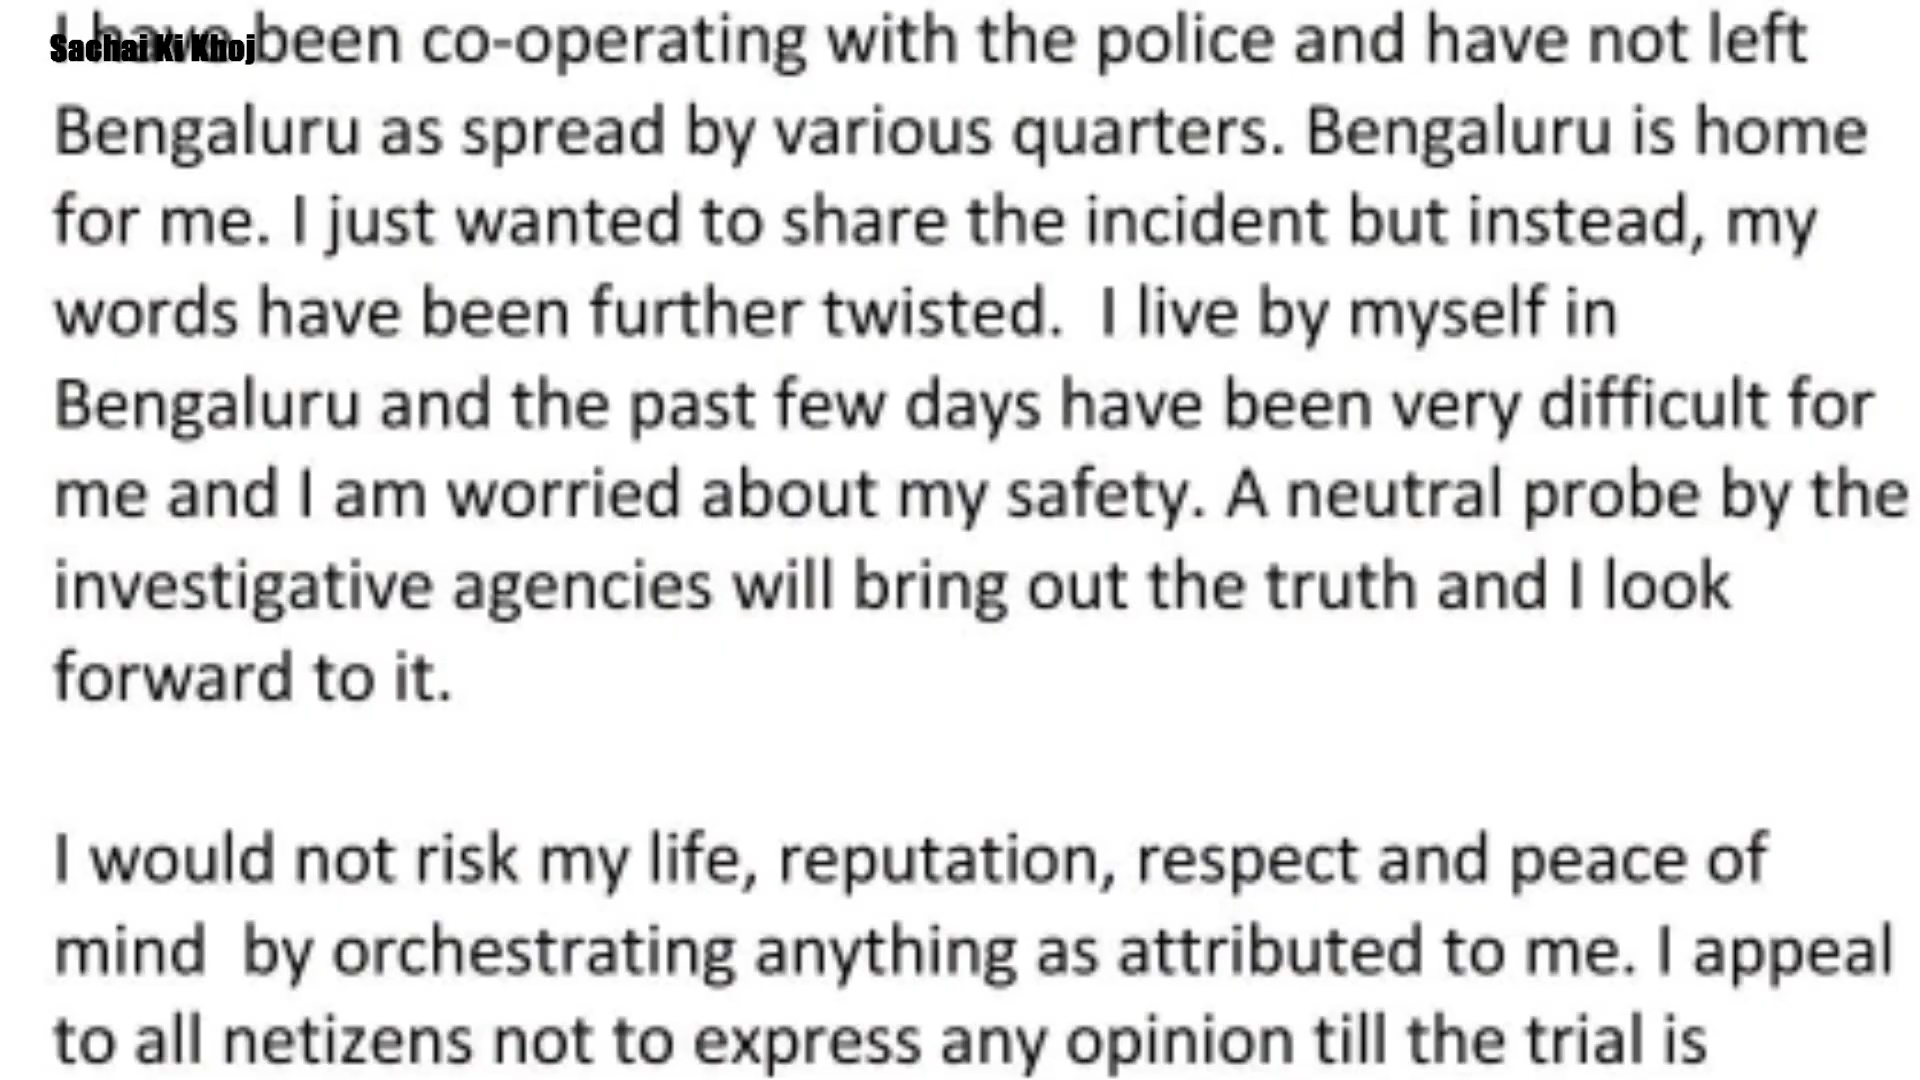 Sachai Ki Khoj
I have been co-operating with the police and have not left
Bengaluru as spread by various quarters. Bengaluru is home
for me. I just wanted to share the incident but instead, my
words have been further twisted.  I live by myself in
Bengaluru and the past few days have been very difficult for
me and I am worried about my safety. A neutral probe by the
investigative agencies will bring out the truth and I look
forward to it.
I would not risk my life, reputation, respect and peace of
mind  by orchestrating anything as attributed to me. I appeal
to all netizens not to express any opinion till the trial is